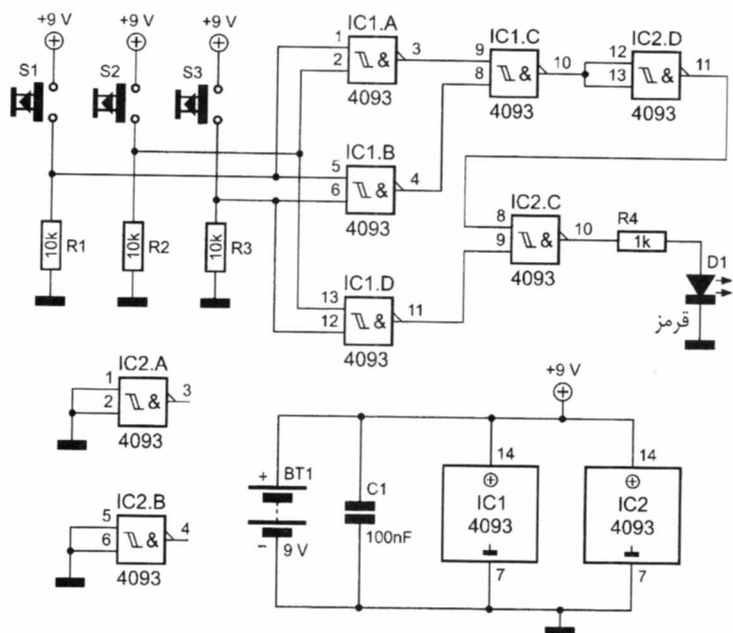 +9 V
+9 V
+9 V
S1
S2
S3
10k
R1
10k
R2
10k
R3
IC1.A
1
2
3
&
4093
IC1.B
5
6
4
&
4093
IC1.C
9
8
10
&
4093
IC2.D
12
13
11
&
4093
IC1.D
13
12
11
&
4093
IC2.C
8
9
10
&
4093
R4
1k
D1
قرمز
IC2.A
1
2
3
&
4093
IC2.B
5
6
4
&
4093
+9 V
+
BT1
−
9 V
C1
100nF
14
IC1
4093
7
14
IC2
4093
7